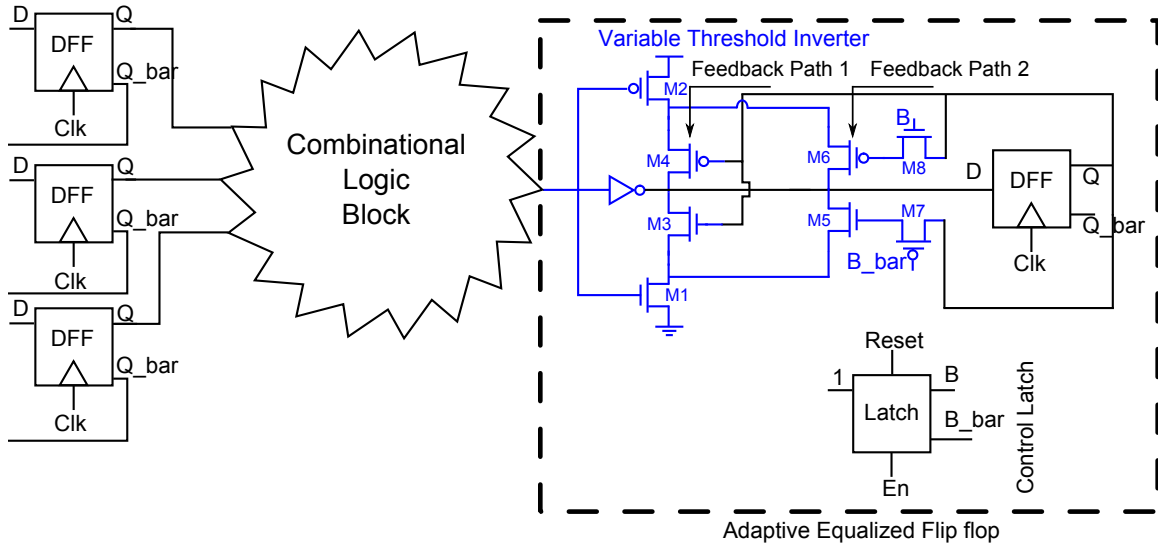 D
Q
DFF
Q_bar
Clk
D
Q
DFF
Q_bar
Clk
D
Q
DFF
Q_bar
Clk
Combinational
Logic
Block
Variable Threshold Inverter
Feedback Path 1
Feedback Path 2
M2
M4
M3
M1
M6
M5
B
M8
M7
B_bar
D
DFF
Q
Q_bar
Clk
Reset
1
Latch
B
B_bar
En
Control Latch
Adaptive Equalized Flip flop